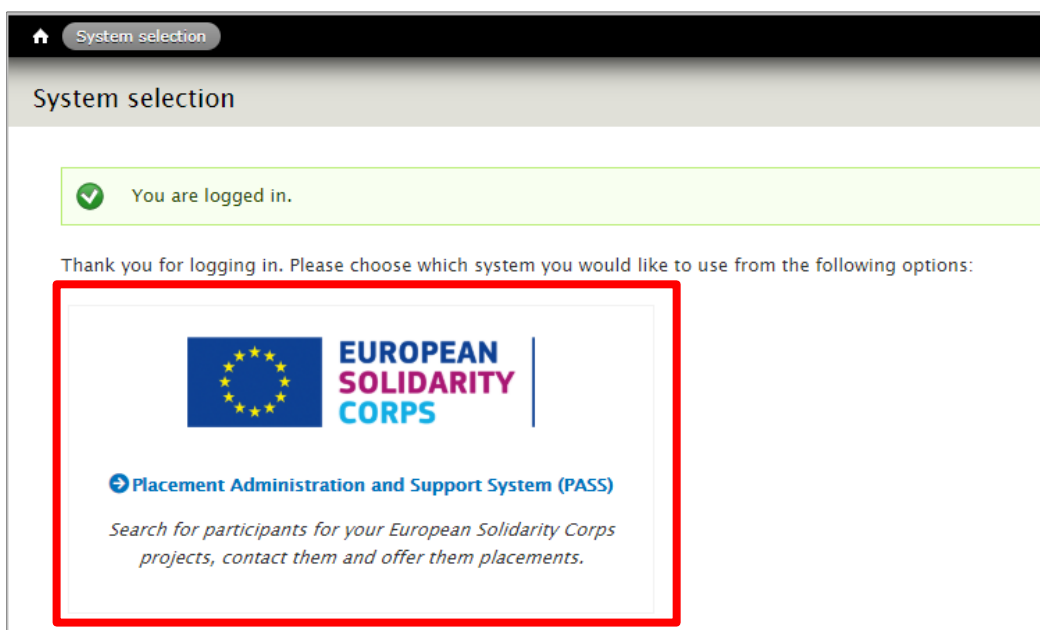 System selection
System selection
You are logged in.
Thank you for logging in. Please choose which system you would like to use from the following options:
EUROPEAN
SOLIDARITY
CORPS
Placement Administration and Support System (PASS)
Search for participants for your European Solidarity Corps
projects, contact them and offer them placements.